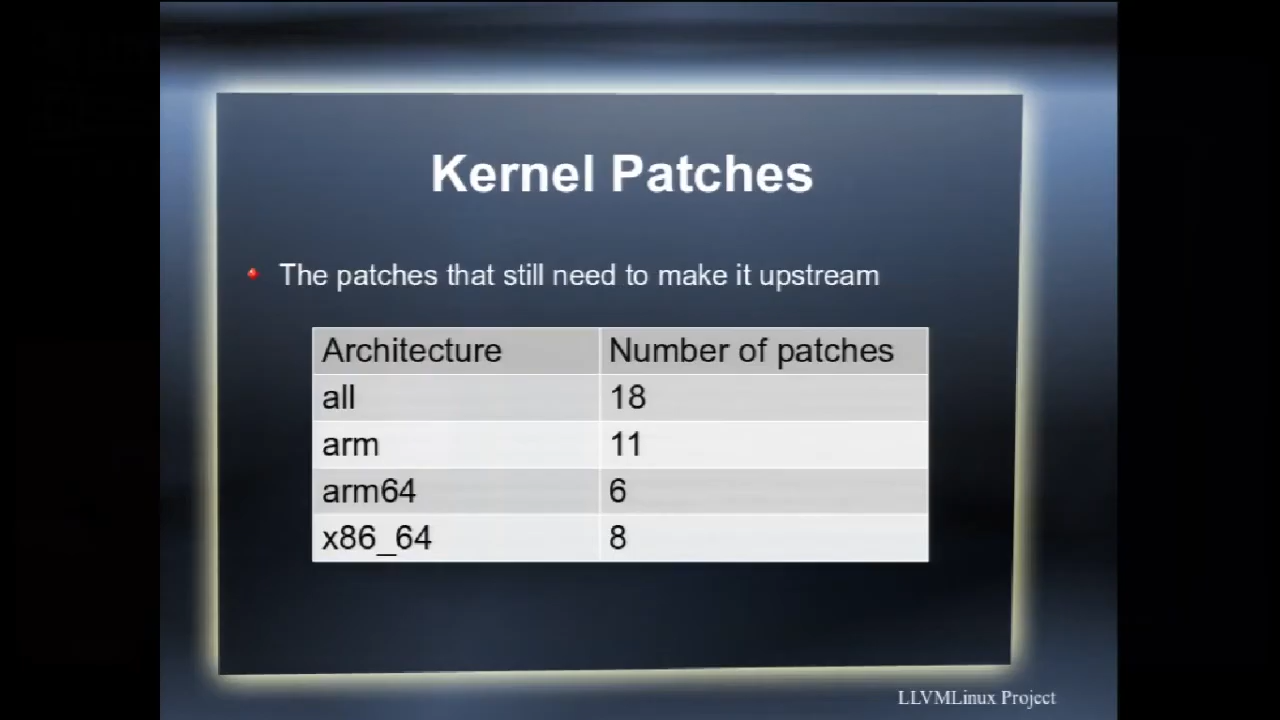 Kernel Patches
The patches that still need to make it upstream
Architecture Number of patches
all 18
arm 11
arm64 6
x86_64 8
LLVMLinux Project